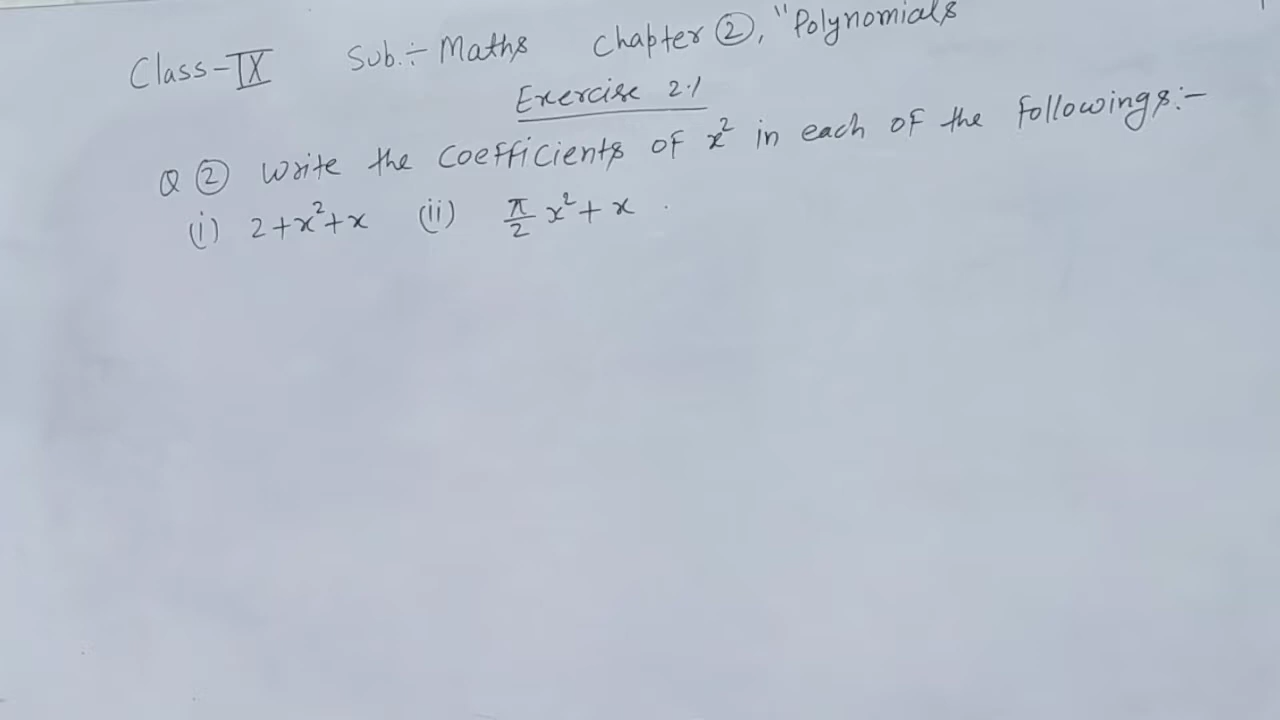 Class-IX Sub.÷ Maths Chapter ②, "Polynomials
Exercise 2.1
Q ② Write the Coefficients of x² in each of the followings:-
(i) 2+x²+x (ii) π/2 x²+x .